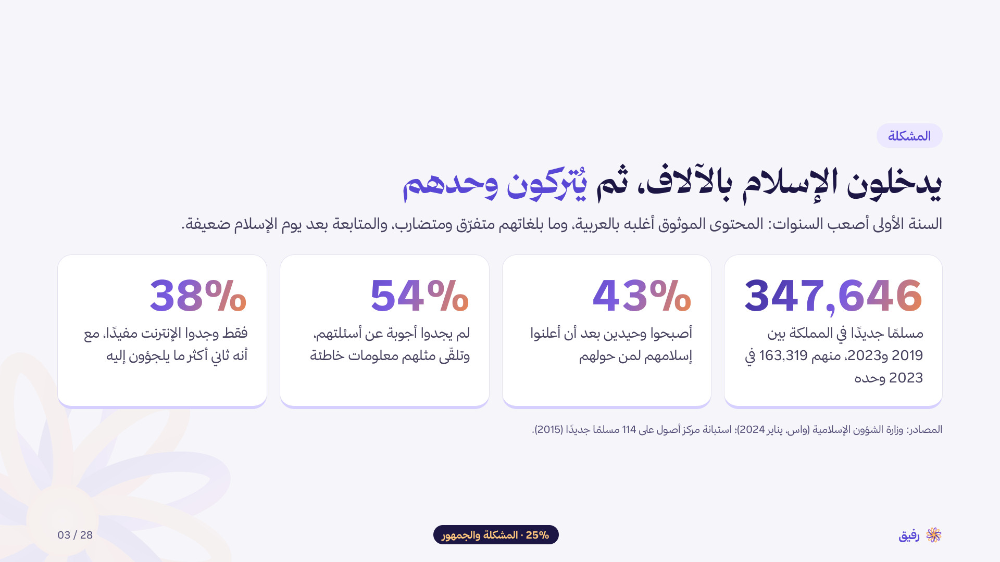 المشكلة
يدخلون الإسلام بالآلاف، ثم يُتركون وحدهم
السنة الأولى أصعب السنوات: المحتوى الموثوق أغلبه بالعربية، وما بلغاتهم متفرّق ومتضارب، والمتابعة بعد يوم الإسلام ضعيفة.
347,646
مسلمًا جديدًا في المملكة بين
2019 و2023، منهم 163,319 في
2023 وحده
43%
أصبحوا وحيدين بعد أن أعلنوا
إسلامهم لمن حولهم
54%
لم يجدوا أجوبة عن أسئلتهم،
وتلقّى مثلهم معلومات خاطئة
38%
فقط وجدوا الإنترنت مفيدًا، مع
أنه ثاني أكثر ما يلجؤون إليه
المصادر: وزارة الشؤون الإسلامية (واس، يناير 2024)؛ استبانة مركز أصول على 114 مسلمًا جديدًا (2015).
رفيق
25% · المشكلة والجمهور
03 / 28